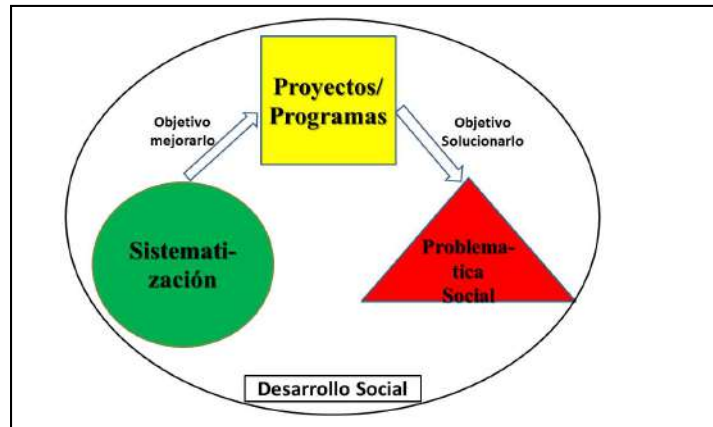 Proyectos/
Programas
Objetivo
mejorarlo
Objetivo
Solucionarlo
Sistemati-
zación
Problema-
tica
Social
Desarrollo Social